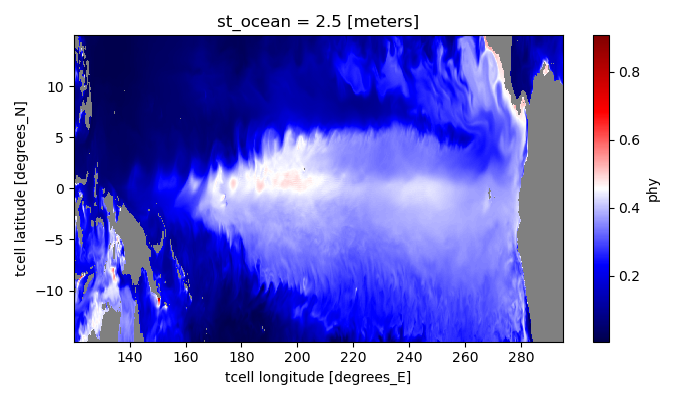 st_ocean = 2.5 [meters]
tcell latitude [degrees_N]
10
5
0
−5
−10
140 160 180 200 220 240 260 280
tcell longitude [degrees_E]
0.8
0.6
0.4
0.2
phy